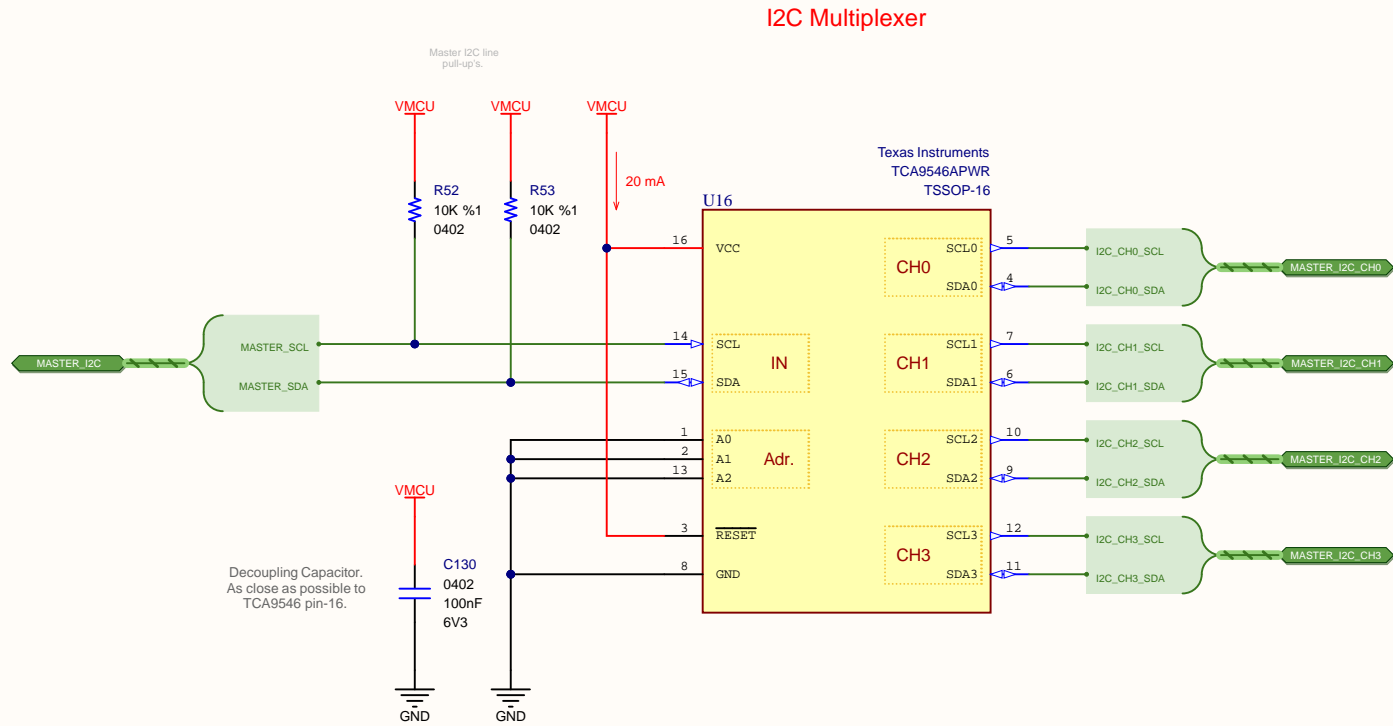 I2C Multiplexer
Master I2C line
pull-up's.
VMCU
VMCU
VMCU
20 mA
R52
10K %1
0402
R53
10K %1
0402
Texas Instruments
TCA9546APWR
TSSOP-16
U16
16
VCC
14
SCL
15
SDA
IN
1
A0
2
A1
13
A2
Adr.
3
RESET
8
GND
CH0
SCL0
5
SDA0
4
CH1
SCL1
7
SDA1
6
CH2
SCL2
10
SDA2
9
CH3
SCL3
12
SDA3
11
MASTER_I2C
MASTER_SCL
MASTER_SDA
I2C_CH0_SCL
I2C_CH0_SDA
MASTER_I2C_CH0
I2C_CH1_SCL
I2C_CH1_SDA
MASTER_I2C_CH1
I2C_CH2_SCL
I2C_CH2_SDA
MASTER_I2C_CH2
I2C_CH3_SCL
I2C_CH3_SDA
MASTER_I2C_CH3
VMCU
Decoupling Capacitor.
As close as possible to
TCA9546 pin-16.
C130
0402
100nF
6V3
GND
GND